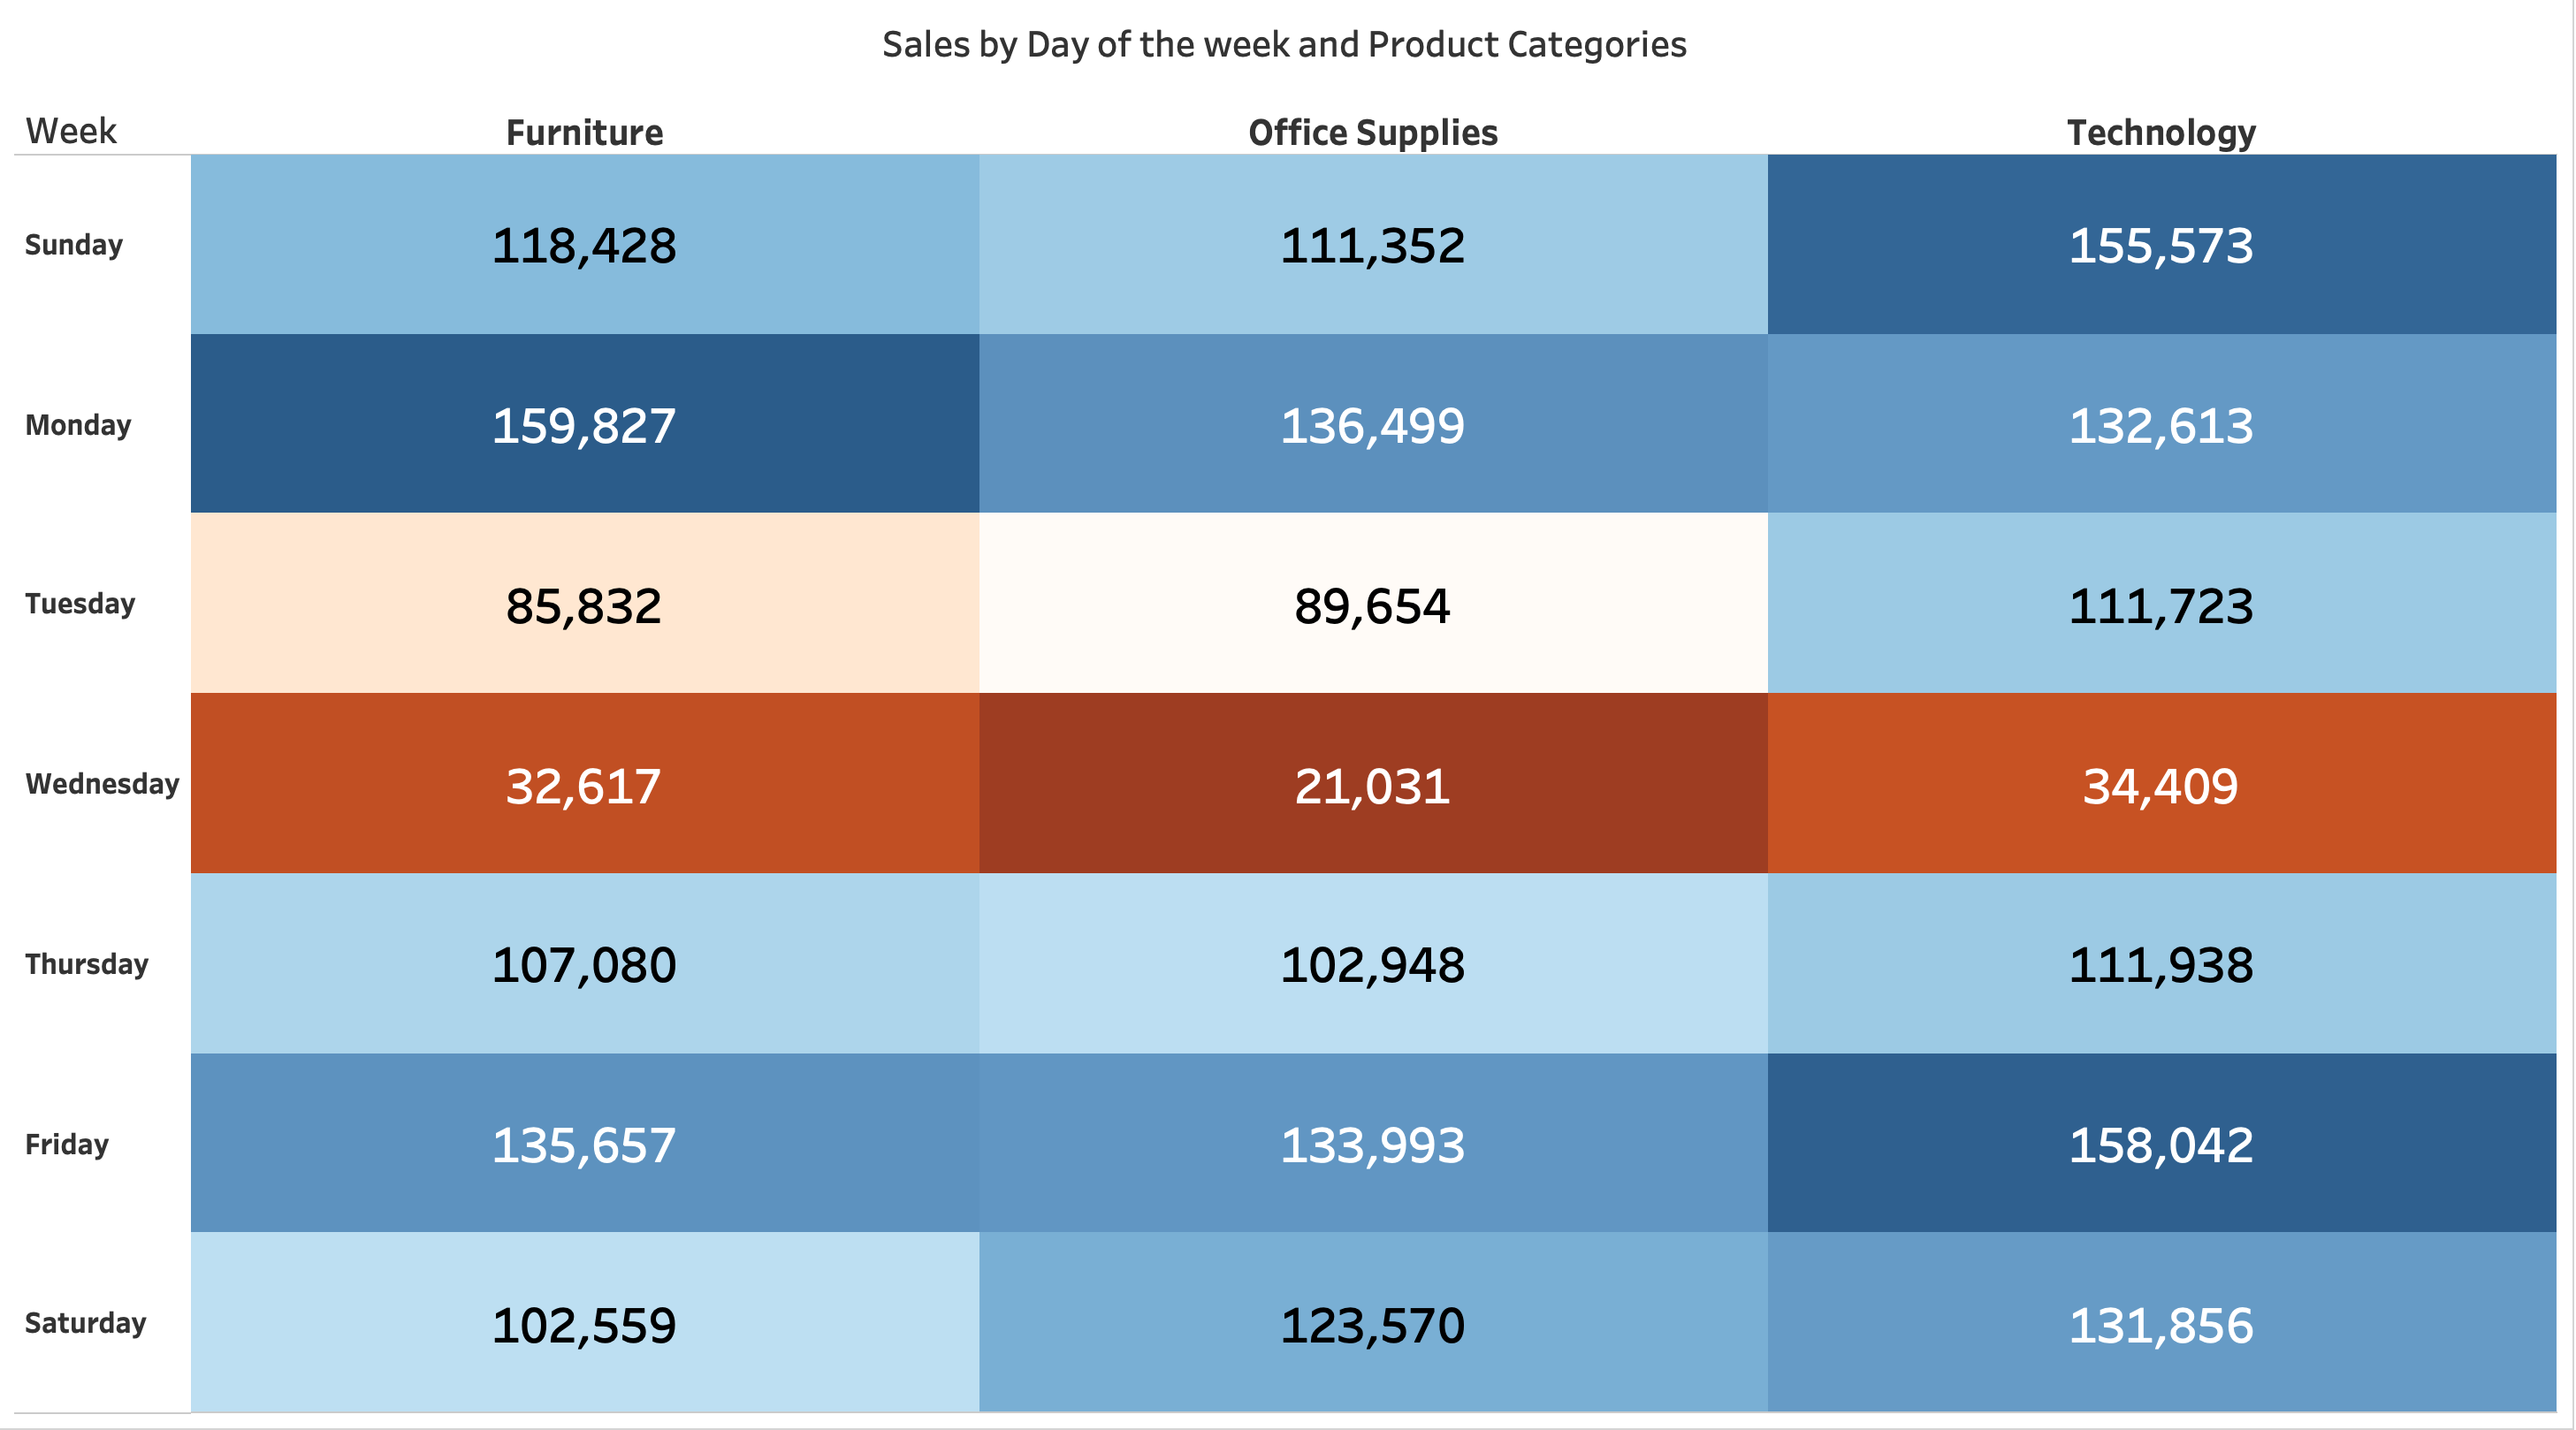 Sales by Day of the week and Product Categories
Week Furniture Office Supplies Technology
Sunday 118,428 111,352 155,573
Monday 159,827 136,499 132,613
Tuesday 85,832 89,654 111,723
Wednesday 32,617 21,031 34,409
Thursday 107,080 102,948 111,938
Friday 135,657 133,993 158,042
Saturday 102,559 123,570 131,856